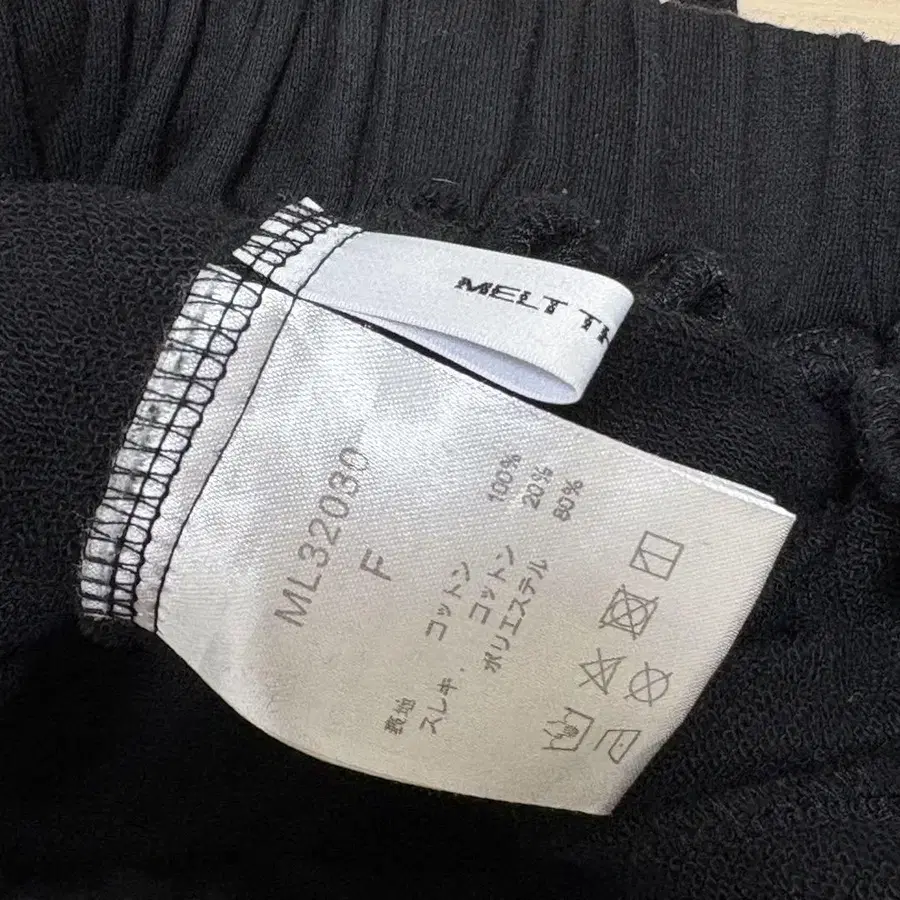 MELT TH
ML32030
F
表地 コットン 100%
スレキ. コットン 20%
ポリエステル 80%